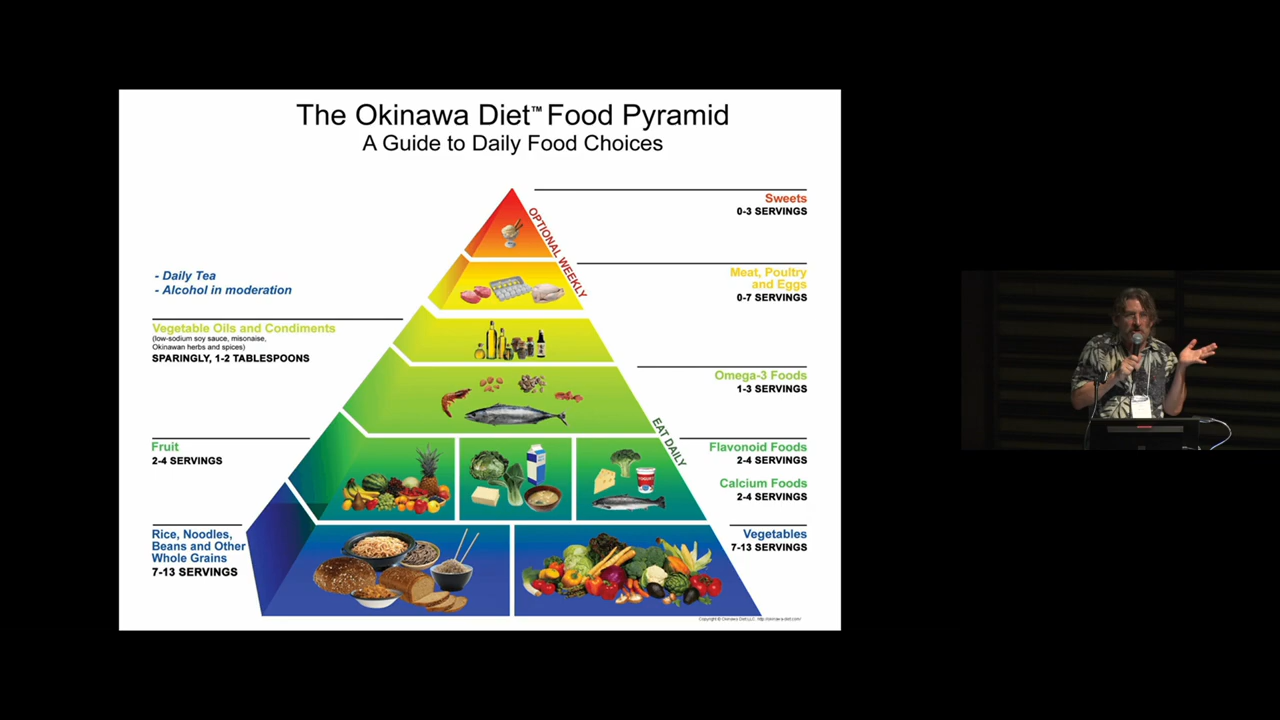 The Okinawa Diet™ Food Pyramid
A Guide to Daily Food Choices
Sweets
0-3 SERVINGS
OPTIONAL WEEKLY
Meat, Poultry
and Eggs
0-7 SERVINGS
- Daily Tea
- Alcohol in moderation
Vegetable Oils and Condiments
(low-sodium soy sauce, misonaise,
Okinawan herbs and spices)
SPARINGLY, 1-2 TABLESPOONS
Omega-3 Foods
1-3 SERVINGS
EAT DAILY
Fruit
2-4 SERVINGS
Flavonoid Foods
2-4 SERVINGS
Calcium Foods
2-4 SERVINGS
Rice, Noodles,
Beans and Other
Whole Grains
7-13 SERVINGS
Vegetables
7-13 SERVINGS
Copyright © Okinawa Diet LLC